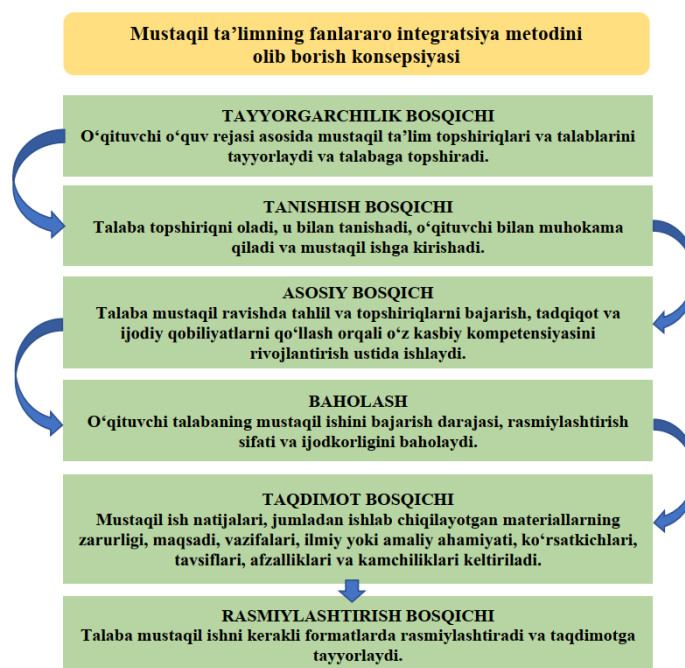 Mustaqil ta’limning fanlararo integratsiya metodini
olib borish konsepsiyasi
TAYYORGARCHILIK BOSQICHI
O‘qituvchi o‘quv rejasi asosida mustaqil ta’lim topshiriqlari va talablarini
tayyorlaydi va talabaga topshiradi.
TANISHISH BOSQICHI
Talaba topshiriqni oladi, u bilan tanishadi, o‘qituvchi bilan muhokama
qiladi va mustaqil ishga kirishadi.
ASOSIY BOSQICH
Talaba mustaqil ravishda tahlil va topshiriqlarni bajarish, tadqiqot va
ijodiy qobiliyatlarni qo‘llash orqali o‘z kasbiy kompetensiyasini
rivojlantirish ustida ishlaydi.
BAHOLASH
O‘qituvchi talabaning mustaqil ishini bajarish darajasi, rasmiylashtirish
sifati va ijodkorligini baholaydi.
TAQDIMOT BOSQICHI
Mustaqil ish natijalari, jumladan ishlab chiqilayotgan materiallarning
zarurligi, maqsadi, vazifalari, ilmiy yoki amaliy ahamiyati, ko‘rsatkichlari,
tavsiflari, afzalliklari va kamchiliklari keltiriladi.
RASMIYLASHTIRISH BOSQICHI
Talaba mustaqil ishni kerakli formatlarda rasmiylashtiradi va taqdimotga
tayyorlaydi.